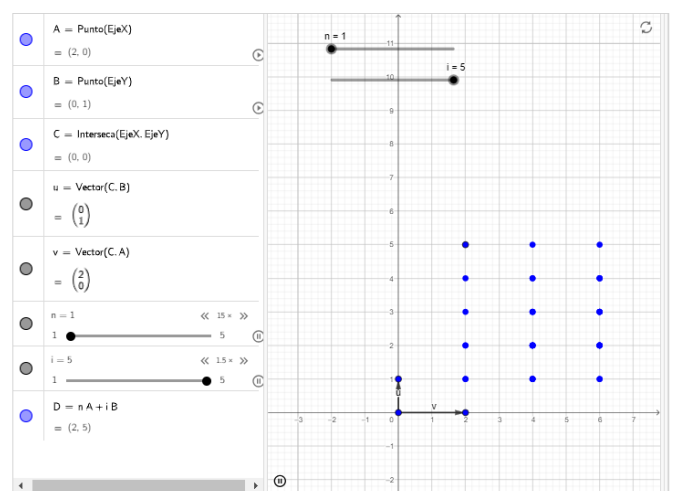 A = Punto(EjeX)
= (2, 0)
B = Punto(EjeY)
= (0, 1)
C = Interseca(EjeX, EjeY)
= (0, 0)
u = Vector(C, B)
= (0
1)
v = Vector(C, A)
= (2
0)
n = 1
15 ×
1
5
i = 5
1.5 ×
1
5
D = n A + i B
= (2, 5)
n = 1
i = 5
11
10
9
8
7
6
5
4
3
2
1
u
v
-3 -2 -1 0 1 2 3 4 5 6 7
-1
-2